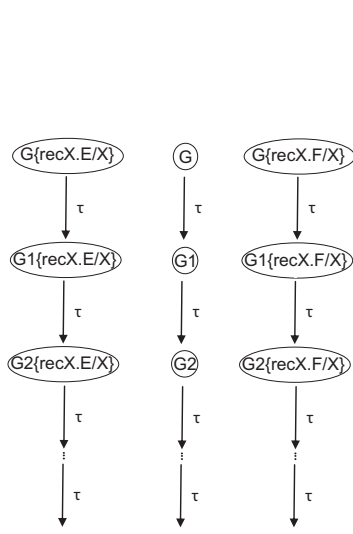 G{recX.E/X} G G{recX.F/X}
τ τ τ
G1{recX.E/X} G1 G1{recX.F/X}
τ τ τ
G2{recX.E/X} G2 G2{recX.F/X}
τ τ τ
... ... ...
τ τ τ